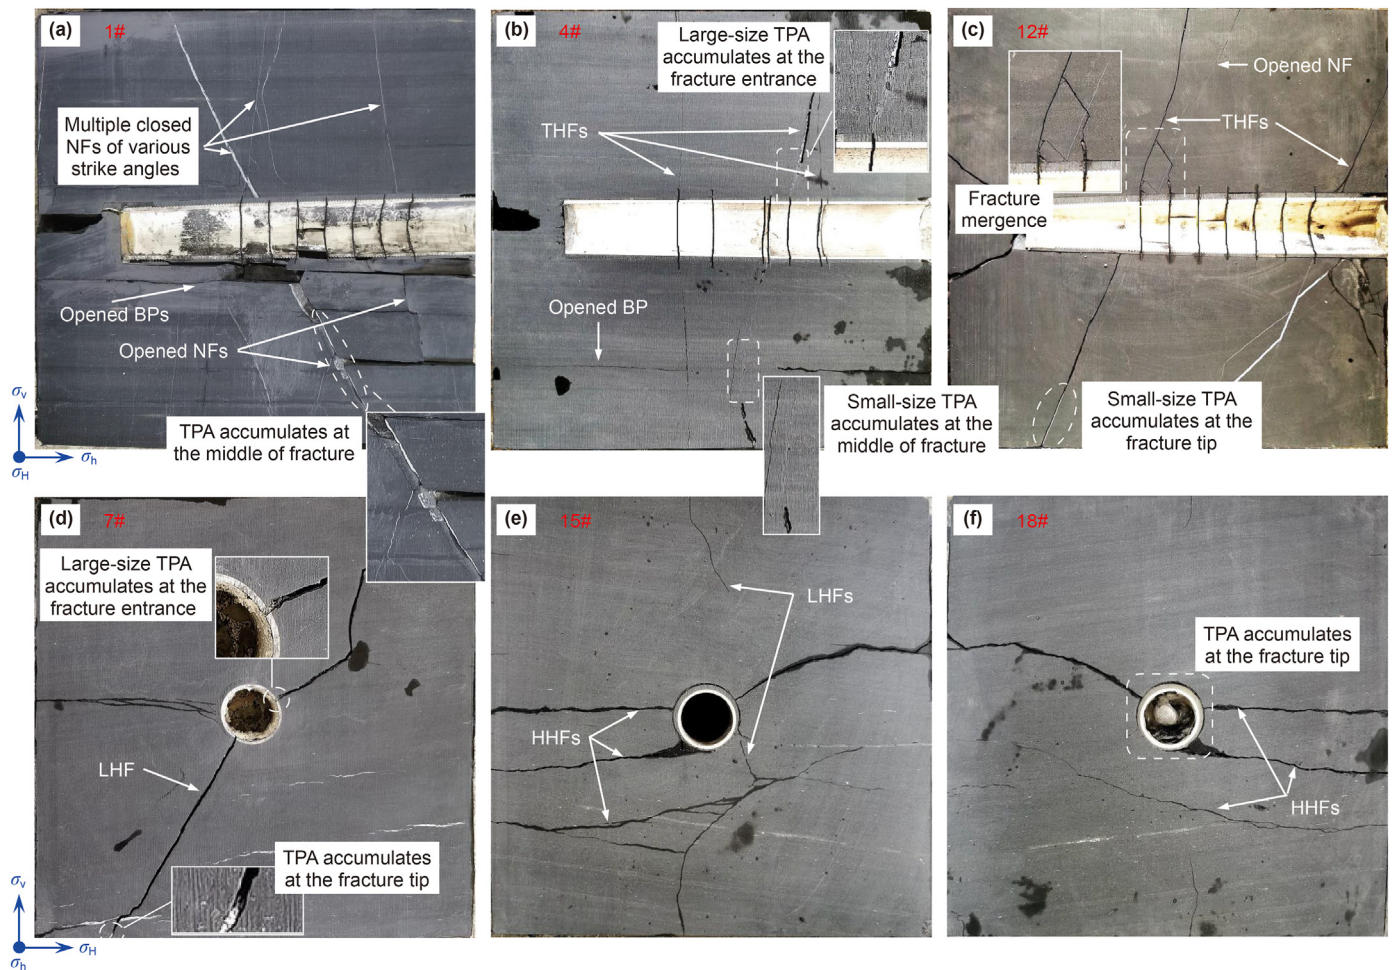 (a)
1#
Multiple closed
NFs of various
strike angles
Opened BPs
Opened NFs
TPA accumulates at
the middle of fracture
σv
σH
σh
(b)
4#
Large-size TPA
accumulates at the
fracture entrance
THFs
Opened BP
Small-size TPA
accumulates at the
middle of fracture
(c)
12#
Opened NF
THFs
Fracture
mergence
Small-size TPA
accumulates at the
fracture tip
(d)
7#
Large-size TPA
accumulates at the
fracture entrance
LHF
TPA accumulates
at the fracture tip
σv
σH
σh
(e)
15#
LHFs
HHFs
(f)
18#
TPA accumulates
at the fracture tip
HHFs